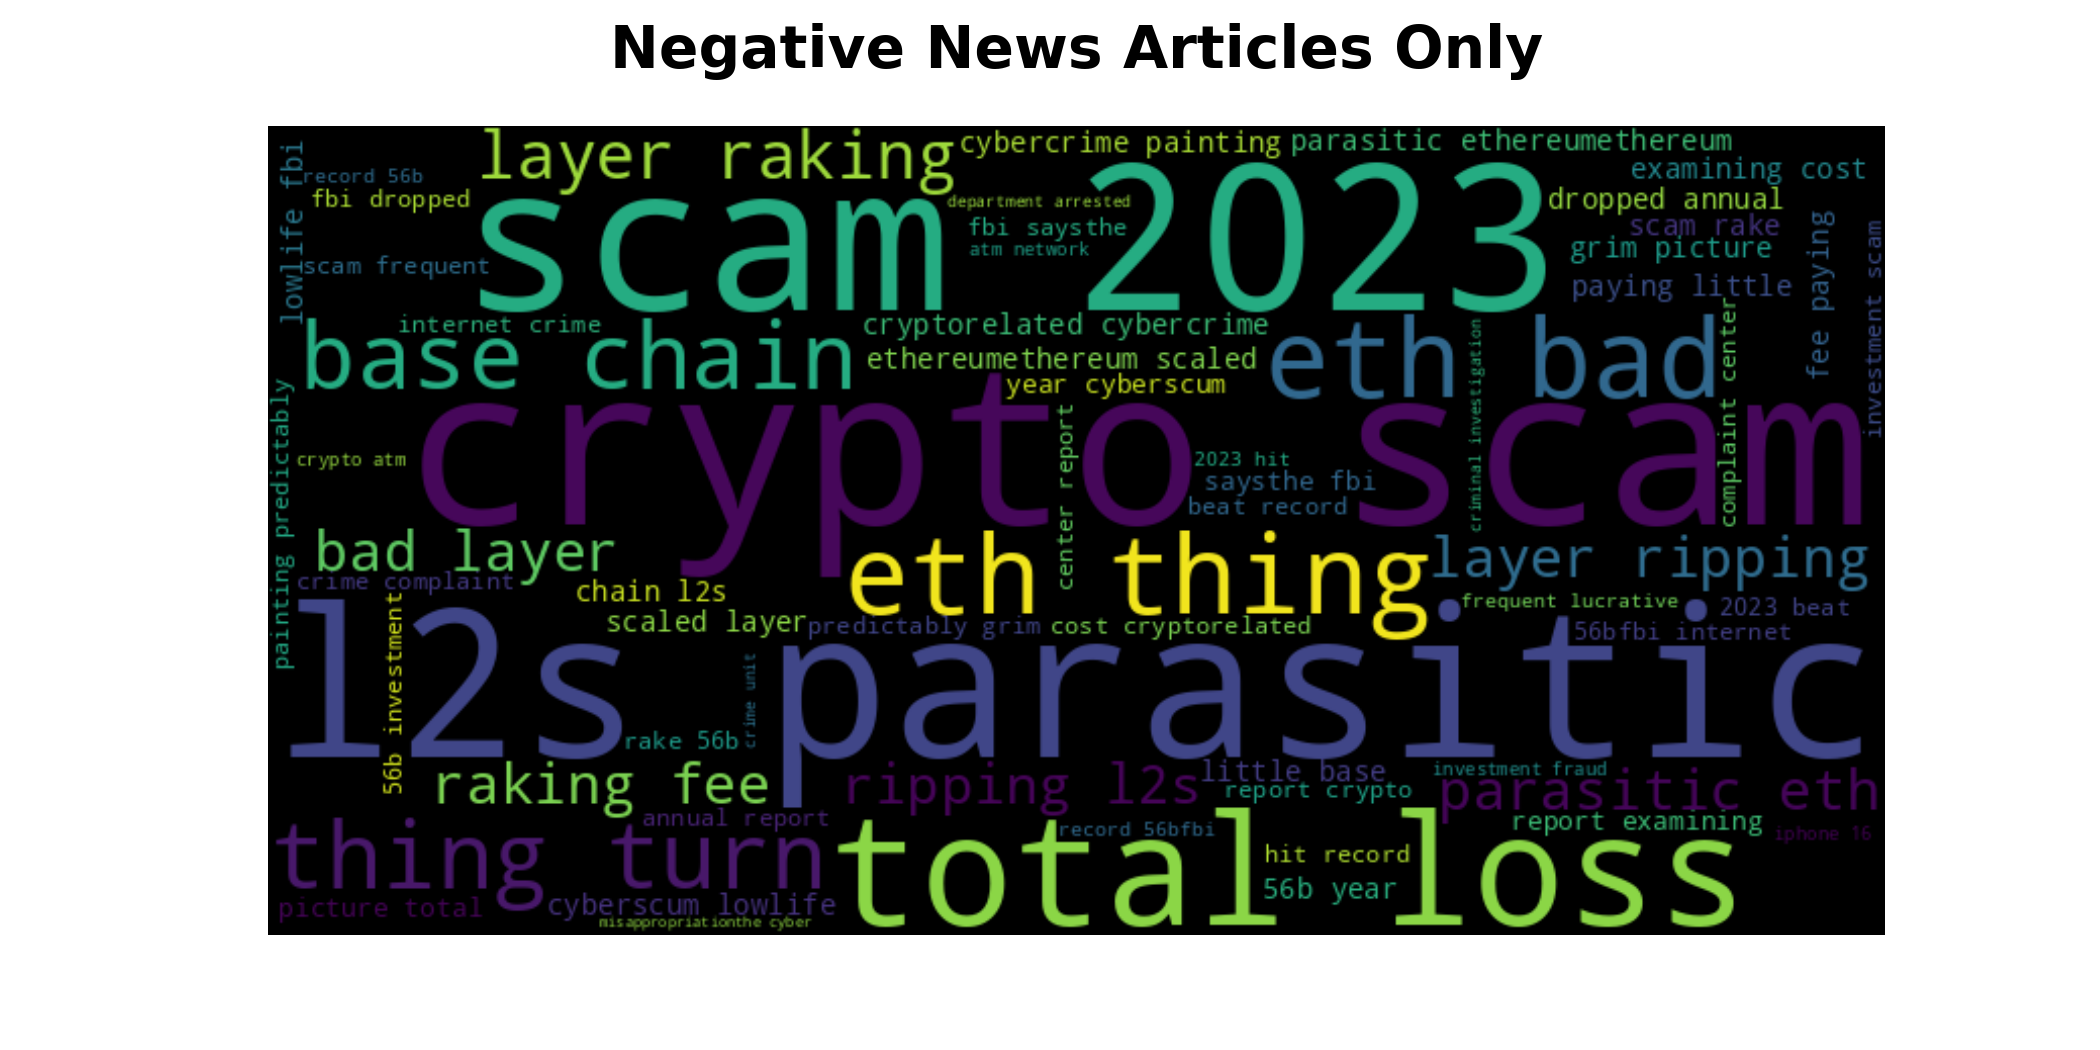 Negative News Articles Only
layer raking
cybercrime painting
parasitic ethereumethereum
lowlife fbi
record 56b
fbi dropped
scam 2023
department arrested
fbi saysthe
atm network
examining cost
dropped annual
scam rake
grim picture
paying little
fee paying
investment scam
scam frequent
internet crime
base chain
cryptorelated cybercrime
ethereumethereum scaled
year cyberscum
eth bad
criminal investigation
complaint center
painting predictably
crypto atm
crypto scam
center report
2023 hit
saysthe fbi
beat record
bad layer
eth thing
layer ripping
crime complaint
chain l2s
scaled layer
predictably grim
cost cryptorelated
frequent lucrative
2023 beat
56bfbi internet
l2s parasitic
56b investment
crime unit
rake 56b
raking fee
ripping l2s
little base
report crypto
investment fraud
parasitic eth
annual report
thing turn
total loss
record 56bfbi
hit record
56b year
report examining
iphone 16
picture total
cyberscum lowlife
misappropriationthe cyber